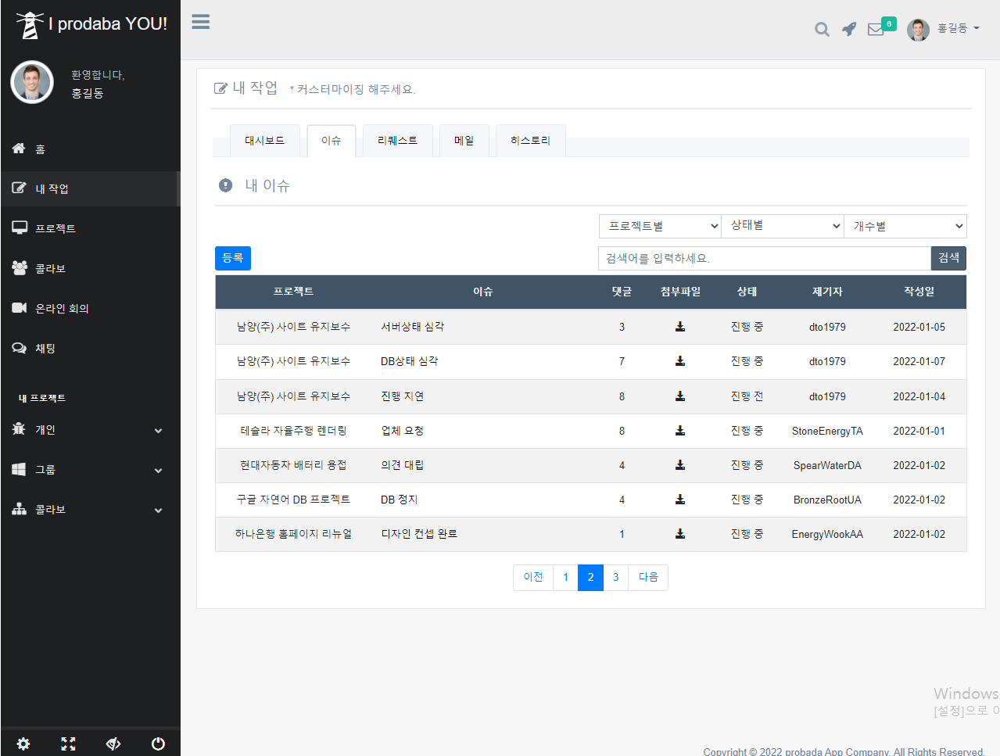 I prodaba YOU!
6
홍길동
환영합니다,
홍길동
홈
내 작업
프로젝트
콜라보
온라인 회의
채팅
내 프로젝트
개인
그룹
콜라보
내 작업 * 커스터마이징 해주세요.
대시보드 이슈 리퀘스트 메일 히스토리
내 이슈
프로젝트별 상태별 개수별
등록 검색어를 입력하세요. 검색
프로젝트 이슈 댓글 첨부파일 상태 제기자 작성일
남양(주) 사이트 유지보수 서버상태 심각 3 진행 중 dto1979 2022-01-05
남양(주) 사이트 유지보수 DB상태 심각 7 진행 중 dto1979 2022-01-07
남양(주) 사이트 유지보수 진행 지연 8 진행 전 dto1979 2022-01-04
테슬라 자율주행 렌더링 업체 요청 8 진행 중 StoneEnergyTA 2022-01-01
현대자동차 배터리 용접 의견 대립 4 진행 중 SpearWaterDA 2022-01-02
구글 자연어 DB 프로젝트 DB 정지 4 진행 중 BronzeRootUA 2022-01-02
하나은행 홈페이지 리뉴얼 디자인 컨셉 완료 1 진행 중 EnergyWookAA 2022-01-02
이전 1 2 3 다음
Windows
[설정]으로 이
Copyright © 2022 probada App Company. All Rights Reserved.